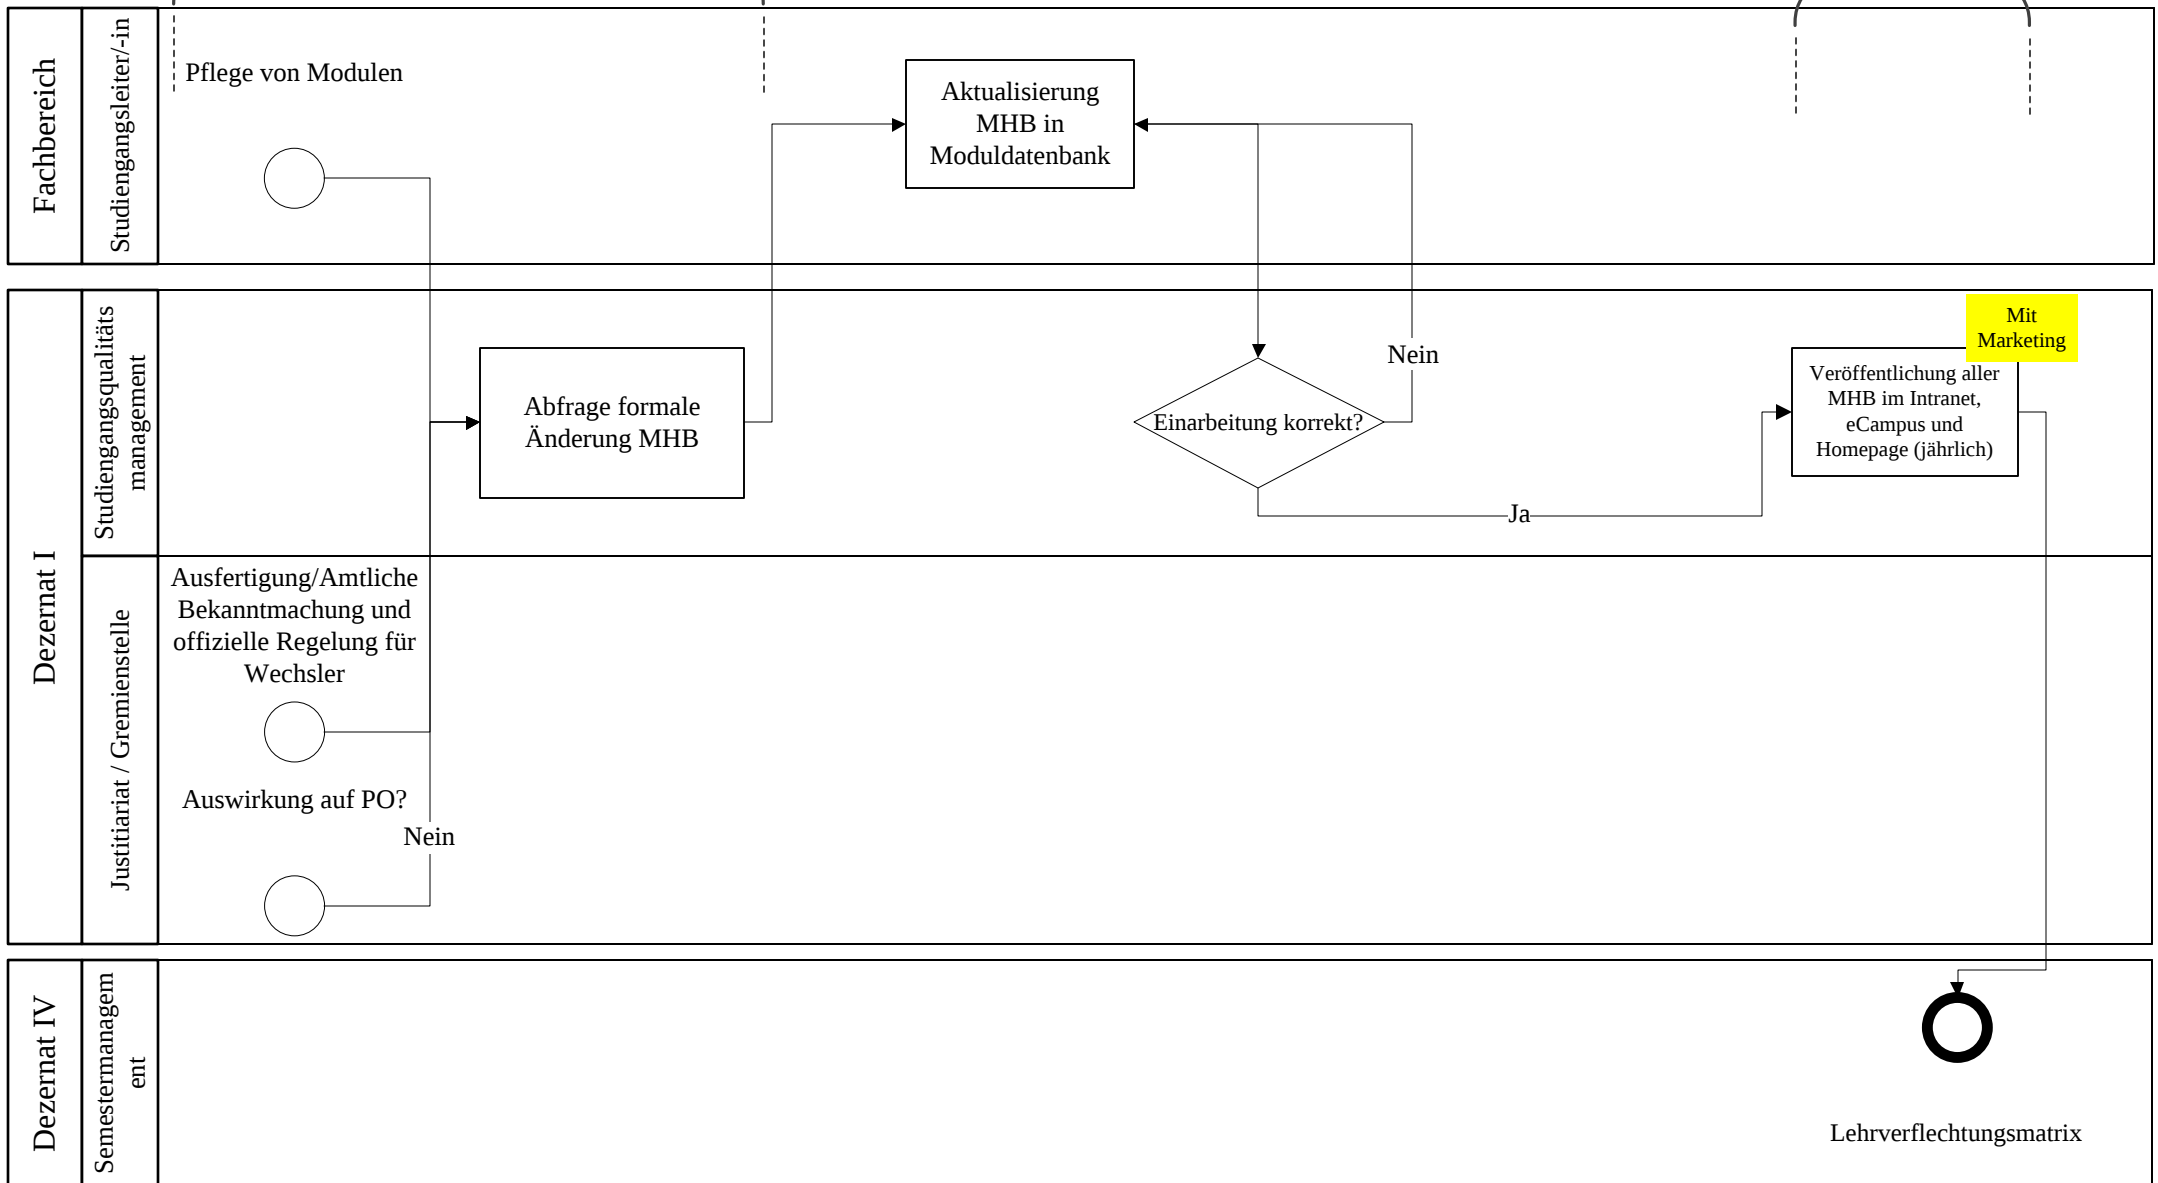 Fachbereich
Studiengangsleiter/-in
Pflege von Modulen
Aktualisierung
MHB in
Moduldatenbank
Dezernat I
Studiengangsqualitäts
management
Abfrage formale
Änderung MHB
Einarbeitung korrekt?
Nein
Ja
Mit
Marketing
Veröffentlichung aller
MHB im Intranet,
eCampus und
Homepage (jährlich)
Justitiariat / Gremienstelle
Ausfertigung/Amtliche
Bekanntmachung und
offizielle Regelung für
Wechsler
Auswirkung auf PO?
Nein
Dezernat IV
Semestermanagem
ent
Lehrverflechtungsmatrix